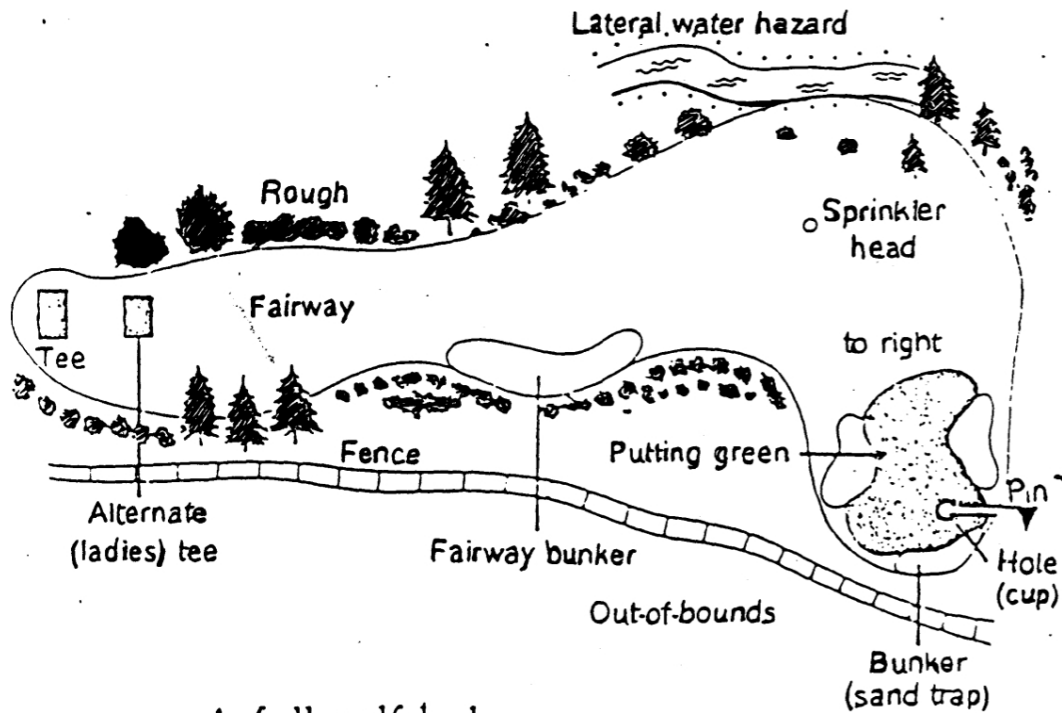 Lateral water hazard
Rough
Sprinkler
head
Fairway
Tee
to right
Fence
Putting green
Pin
Alternate
(ladies) tee
Fairway bunker
Hole
(cup)
Out-of-bounds
Bunker
(sand trap)